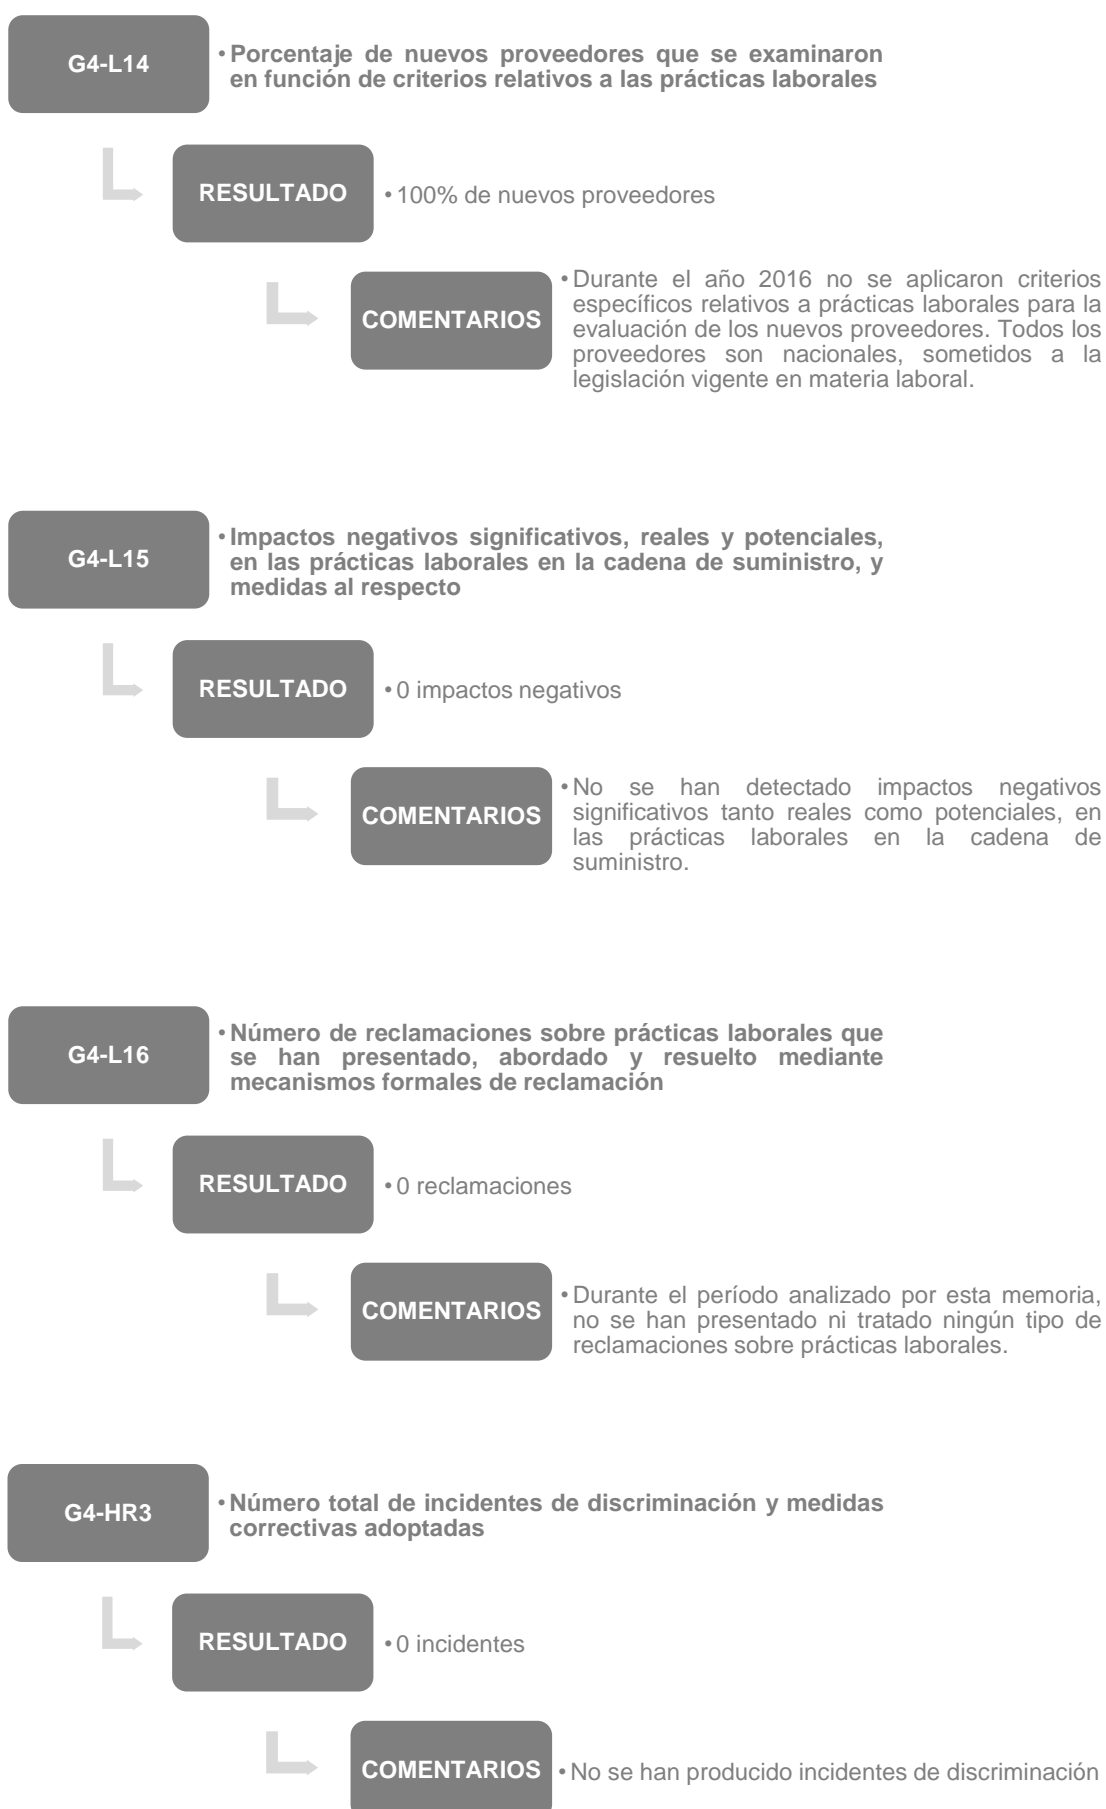 G4-L14
• Porcentaje de nuevos proveedores que se examinaron
en función de criterios relativos a las prácticas laborales
RESULTADO
• 100% de nuevos proveedores
COMENTARIOS
• Durante el año 2016 no se aplicaron criterios
específicos relativos a prácticas laborales para la
evaluación de los nuevos proveedores. Todos los
proveedores son nacionales, sometidos a la
legislación vigente en materia laboral.
G4-L15
• Impactos negativos significativos, reales y potenciales,
en las prácticas laborales en la cadena de suministro, y
medidas al respecto
RESULTADO
• 0 impactos negativos
COMENTARIOS
• No se han detectado impactos negativos
significativos tanto reales como potenciales, en
las prácticas laborales en la cadena de
suministro.
G4-L16
• Número de reclamaciones sobre prácticas laborales que
se han presentado, abordado y resuelto mediante
mecanismos formales de reclamación
RESULTADO
• 0 reclamaciones
COMENTARIOS
• Durante el período analizado por esta memoria,
no se han presentado ni tratado ningún tipo de
reclamaciones sobre prácticas laborales.
G4-HR3
• Número total de incidentes de discriminación y medidas
correctivas adoptadas
RESULTADO
• 0 incidentes
COMENTARIOS
• No se han producido incidentes de discriminación